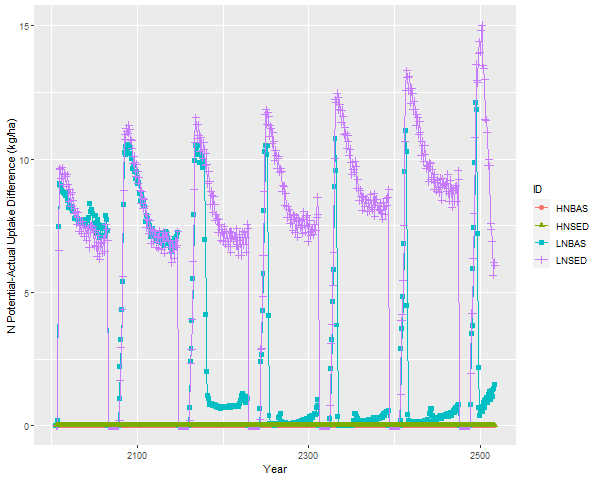 N Potential-Actual Uptake Difference (kg/ha)
15
10
5
0
2100
2300
2500
Year
ID
HNBAS
HNSED
LNBAS
LNSED